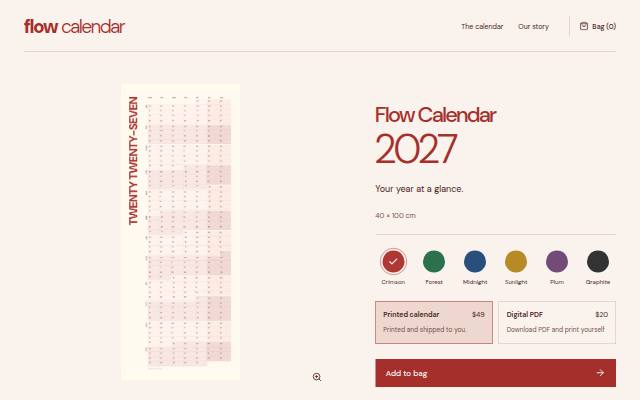 flow calendar
The calendar
Our story
Bag (0)
TWENTY TWENTY-SEVEN
Flow Calendar
2027
Your year at a glance.
40 × 100 cm
Crimson
Forest
Midnight
Sunlight
Plum
Graphite
Printed calendar $49
Printed and shipped to you.
Digital PDF $20
Download PDF and print yourself
Add to bag